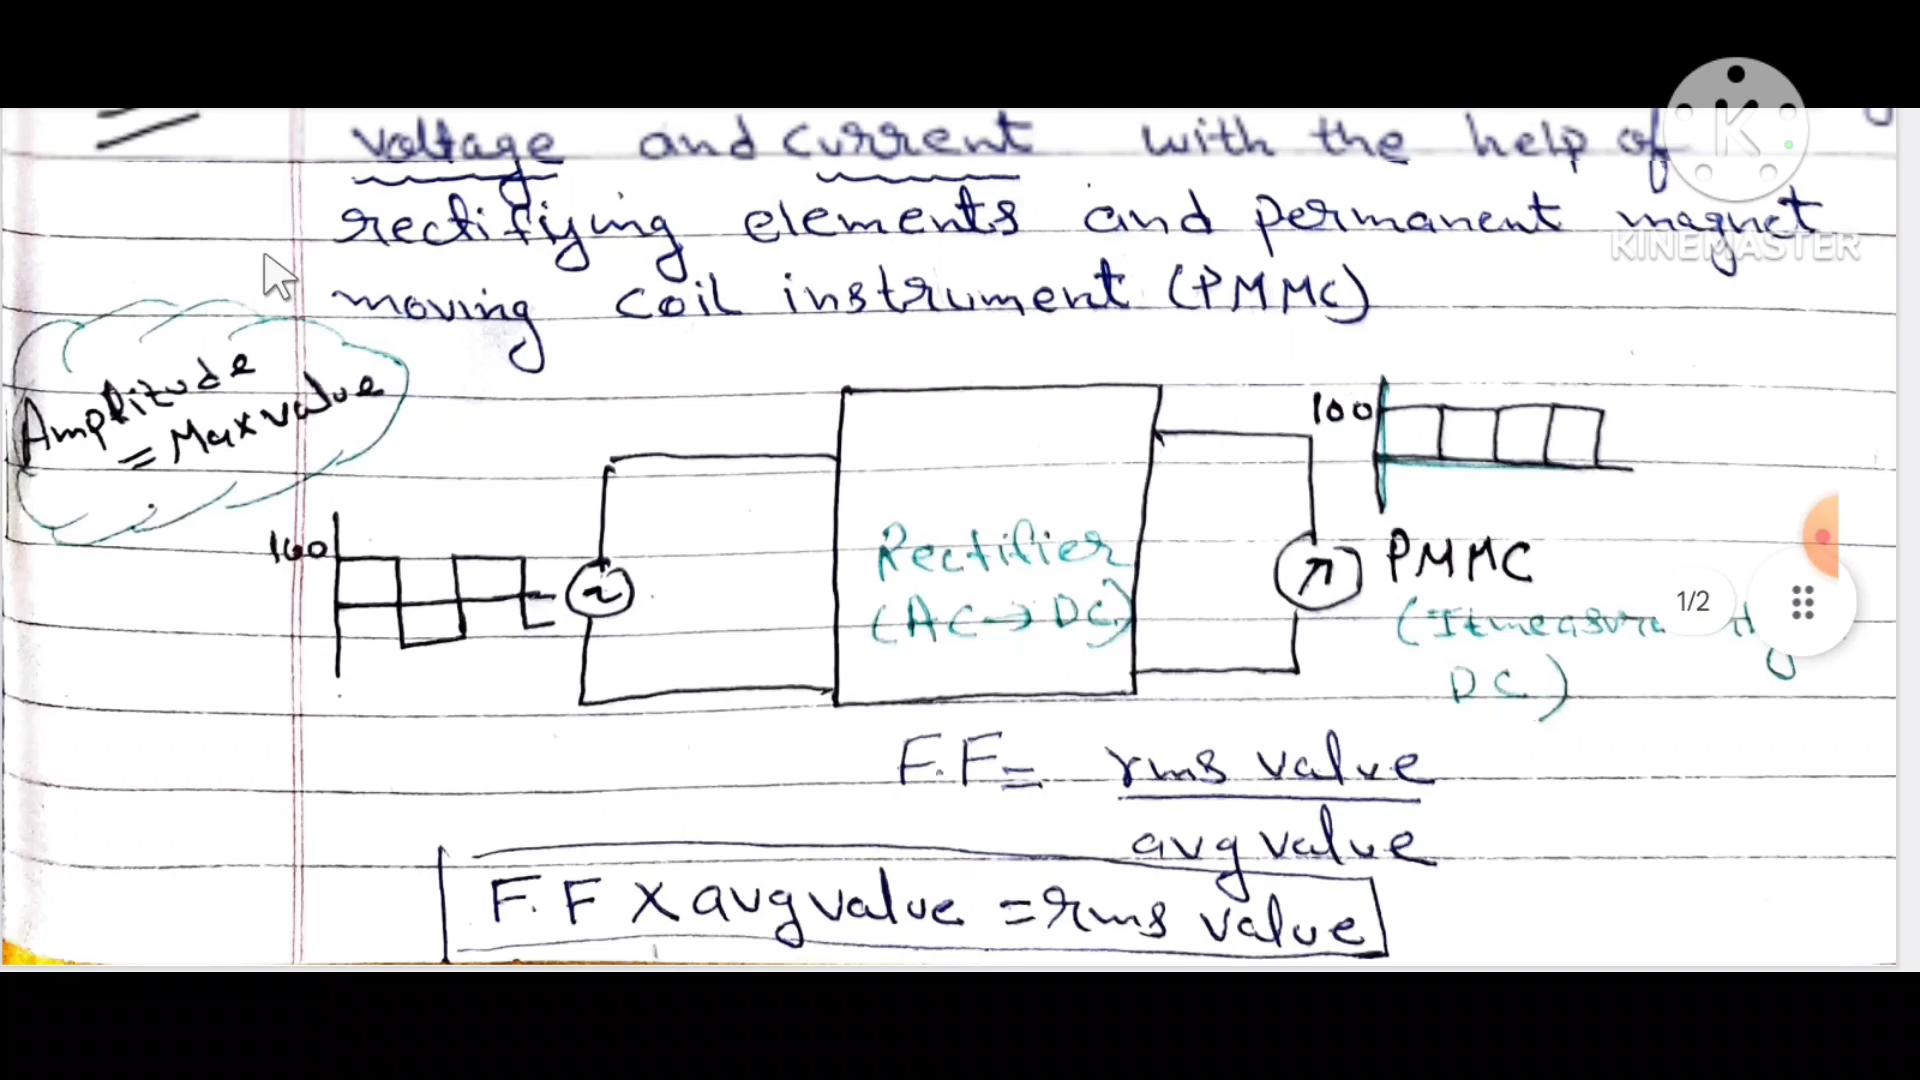 voltage and current with the help of
rectifying elements and permanent magnet
KINEMASTER
moving coil instrument (PMMC)
Amplitude
= Max value
100
100
Rectifier
(AC→DC)
PMMC
1/2
DC)
F.F= rms value
avg value
F.F X avg value = rms value